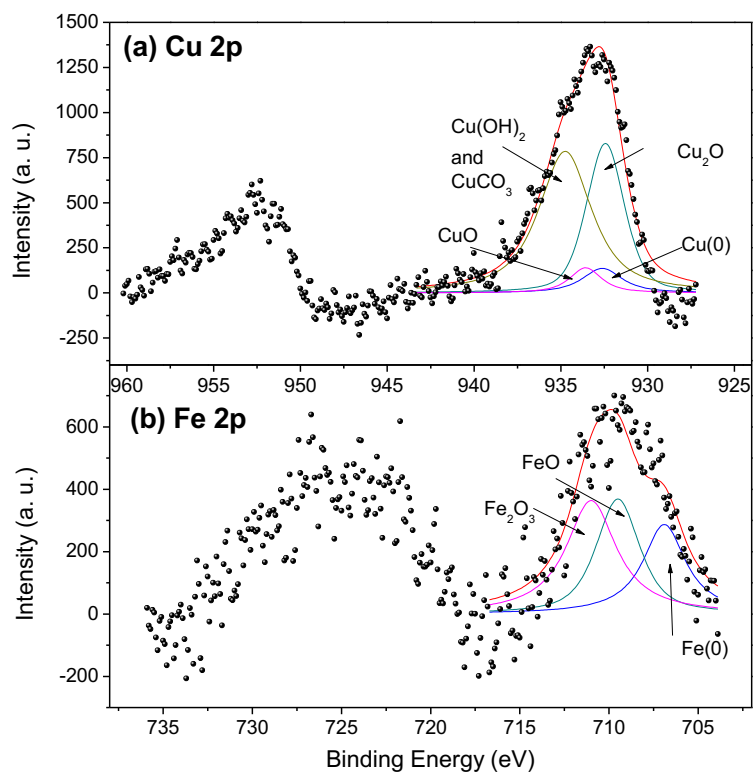 (a) Cu 2p
Intensity (a. u.)
1500
1250
1000
750
500
250
0
-250
Cu(OH)₂
and
CuCO₃
Cu₂O
CuO
Cu(0)
960 955 950 945 940 935 930 925
(b) Fe 2p
Intensity (a. u.)
600
400
200
0
-200
FeO
Fe₂O₃
Fe(0)
735 730 725 720 715 710 705
Binding Energy (eV)